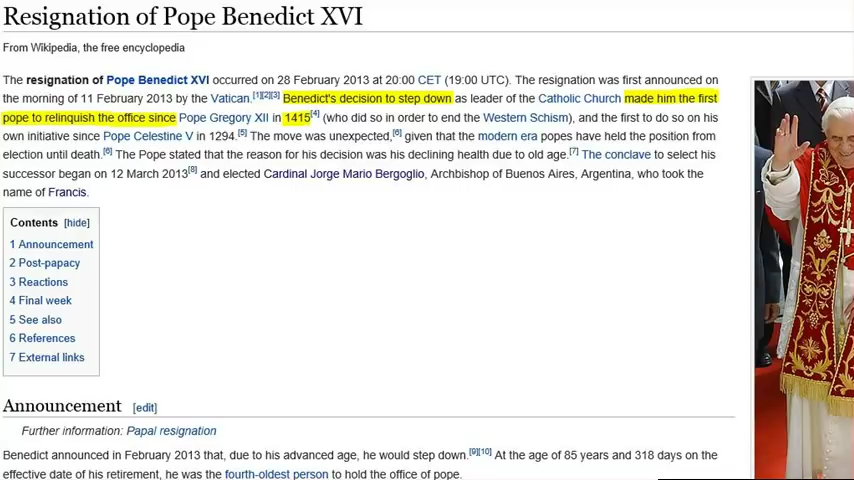 Resignation of Pope Benedict XVI
From Wikipedia, the free encyclopedia
The resignation of Pope Benedict XVI occurred on 28 February 2013 at 20:00 CET (19:00 UTC). The resignation was first announced on
the morning of 11 February 2013 by the Vatican.[1][2][3] Benedict's decision to step down as leader of the Catholic Church made him the first
pope to relinquish the office since Pope Gregory XII in 1415[4] (who did so in order to end the Western Schism), and the first to do so on his
own initiative since Pope Celestine V in 1294.[5] The move was unexpected,[6] given that the modern era popes have held the position from
election until death.[6] The Pope stated that the reason for his decision was his declining health due to old age.[7] The conclave to select his
successor began on 12 March 2013[8] and elected Cardinal Jorge Mario Bergoglio, Archbishop of Buenos Aires, Argentina, who took the
name of Francis.
Contents [hide]
1 Announcement
2 Post-papacy
3 Reactions
4 Final week
5 See also
6 References
7 External links
Announcement [edit]
Further information: Papal resignation
Benedict announced in February 2013 that, due to his advanced age, he would step down.[9][10] At the age of 85 years and 318 days on the
effective date of his retirement, he was the fourth-oldest person to hold the office of pope.